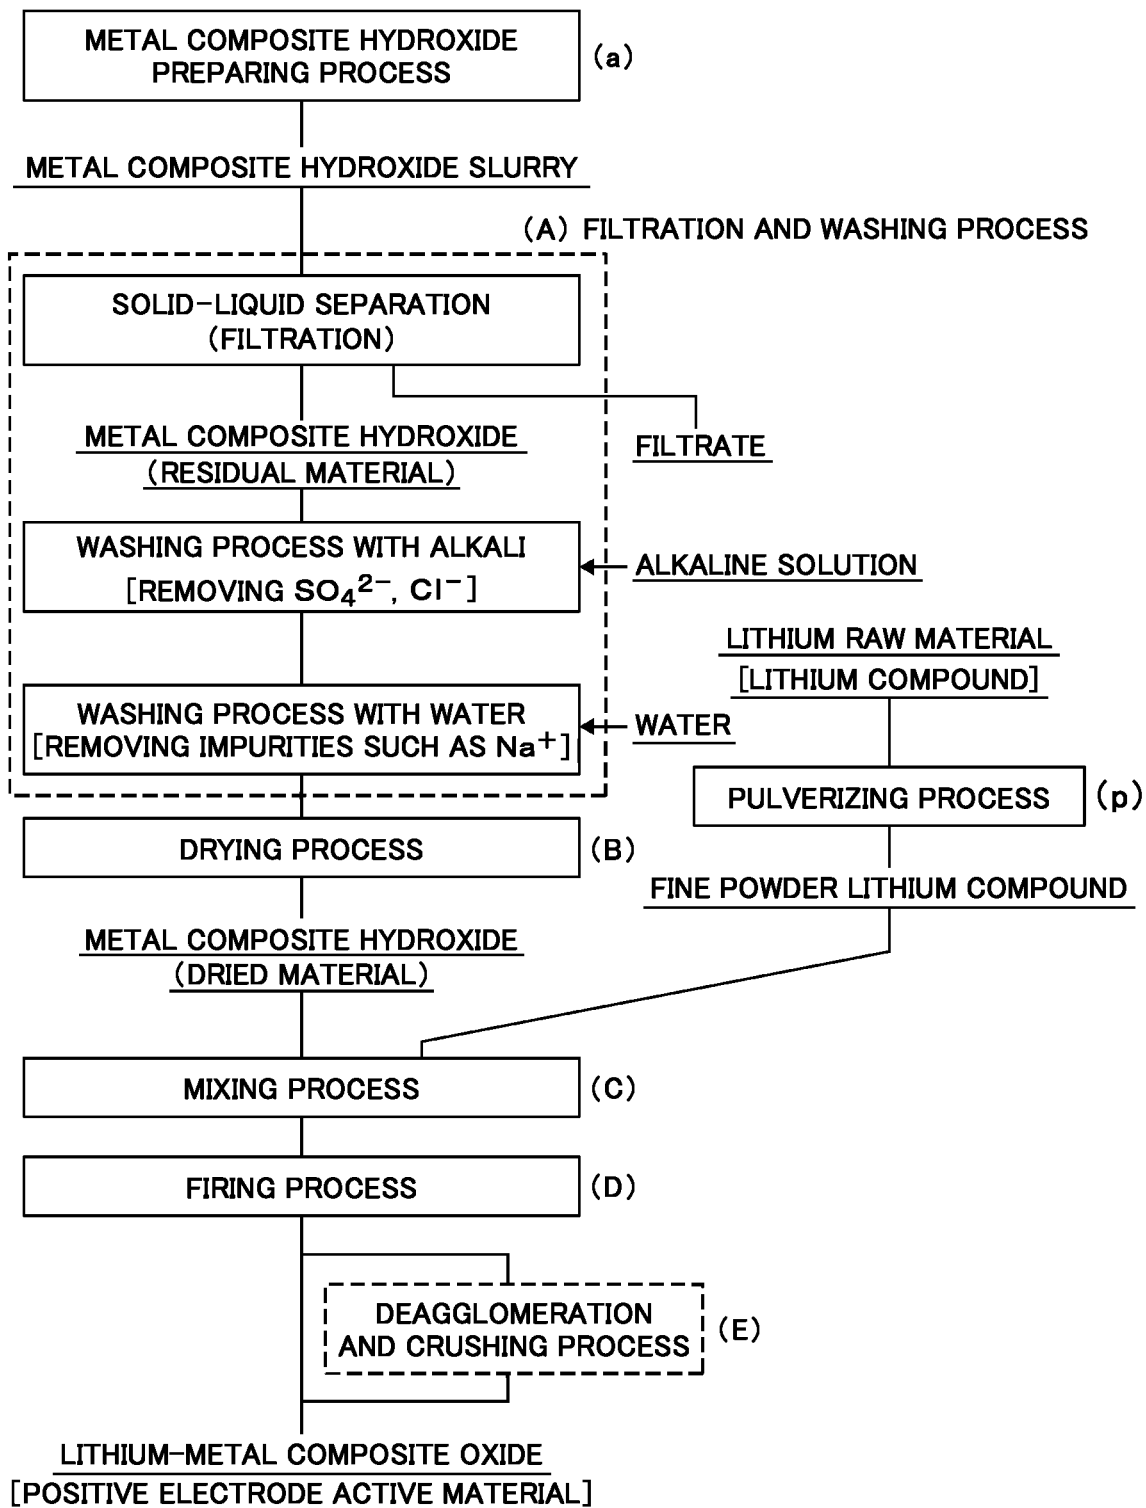 METAL COMPOSITE HYDROXIDE
PREPARING PROCESS
(a)
METAL COMPOSITE HYDROXIDE SLURRY
(A) FILTRATION AND WASHING PROCESS
SOLID-LIQUID SEPARATION
(FILTRATION)
METAL COMPOSITE HYDROXIDE
(RESIDUAL MATERIAL)
FILTRATE
WASHING PROCESS WITH ALKALI
[REMOVING SO₄²⁻, Cl⁻]
ALKALINE SOLUTION
LITHIUM RAW MATERIAL
[LITHIUM COMPOUND]
WASHING PROCESS WITH WATER
[REMOVING IMPURITIES SUCH AS Na⁺]
WATER
PULVERIZING PROCESS
(p)
DRYING PROCESS
(B)
FINE POWDER LITHIUM COMPOUND
METAL COMPOSITE HYDROXIDE
(DRIED MATERIAL)
MIXING PROCESS
(C)
FIRING PROCESS
(D)
DEAGGLOMERATION
AND CRUSHING PROCESS
(E)
LITHIUM-METAL COMPOSITE OXIDE
[POSITIVE ELECTRODE ACTIVE MATERIAL]